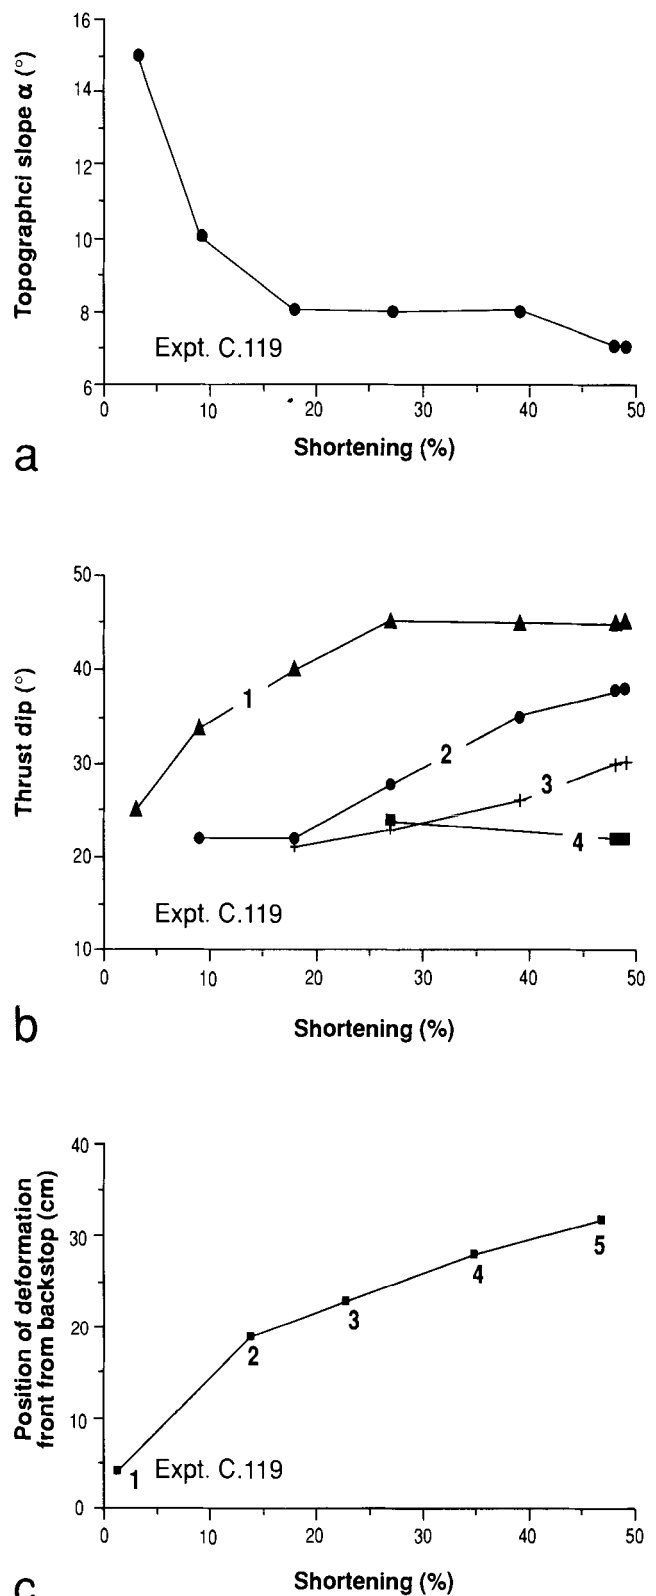 16
14
12
10
8
6
Topographci slope α (°)
Expt. C.119
0 10 20 30 40 50
Shortening (%)
a
50
40
30
20
10
Thrust dip (°)
1
2
3
4
Expt. C.119
0 10 20 30 40 50
Shortening (%)
b
40
30
20
10
0
Position of deformation
front from backstop (cm)
1
2
3
4
5
Expt. C.119
0 10 20 30 40 50
Shortening (%)
c